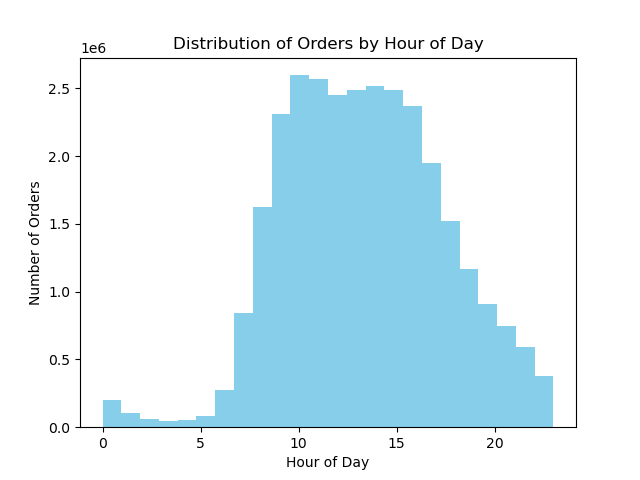 Distribution of Orders by Hour of Day
1e6
2.5
2.0
1.5
1.0
0.5
0.0
Number of Orders
0 5 10 15 20
Hour of Day